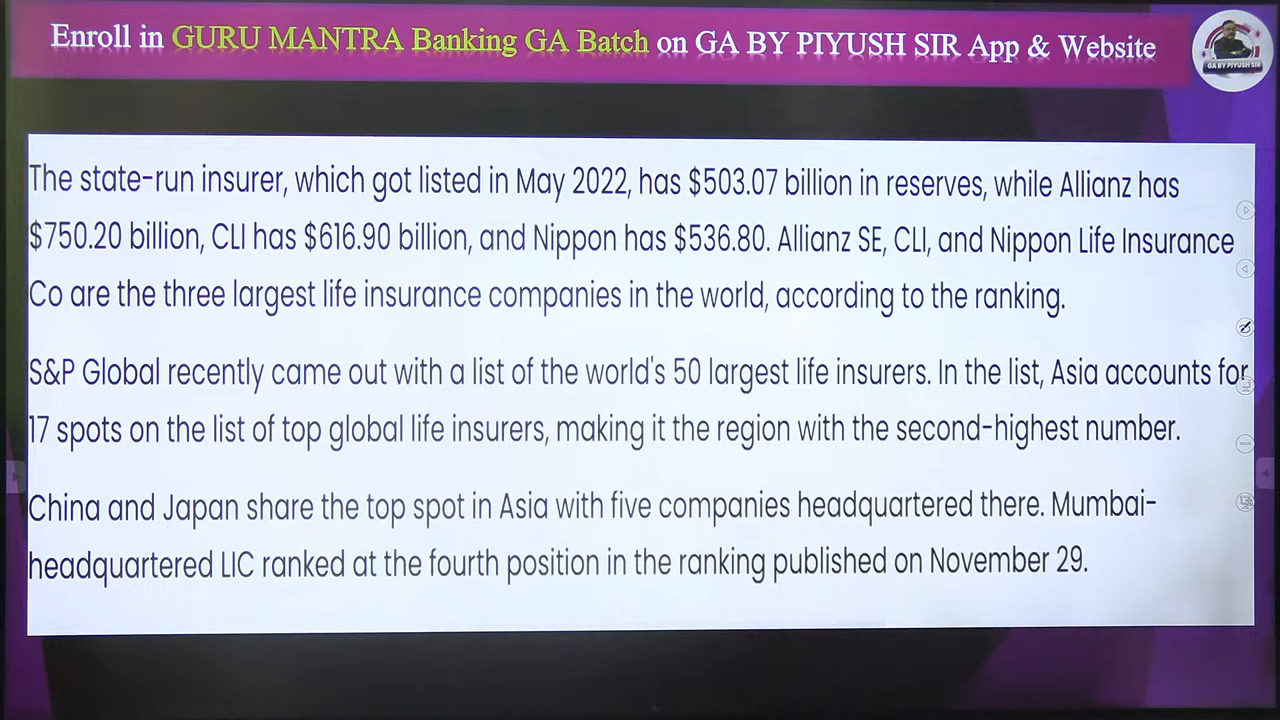 Enroll in GURU MANTRA Banking GA Batch on GA BY PIYUSH SIR App & Website
GA BY PIYUSH SIR
The state-run insurer, which got listed in May 2022, has $503.07 billion in reserves, while Allianz has
$750.20 billion, CLI has $616.90 billion, and Nippon has $536.80. Allianz SE, CLI, and Nippon Life Insurance
Co are the three largest life insurance companies in the world, according to the ranking.
S&P Global recently came out with a list of the world's 50 largest life insurers. In the list, Asia accounts for
17 spots on the list of top global life insurers, making it the region with the second-highest number.
China and Japan share the top spot in Asia with five companies headquartered there. Mumbai-
headquartered LIC ranked at the fourth position in the ranking published on November 29.